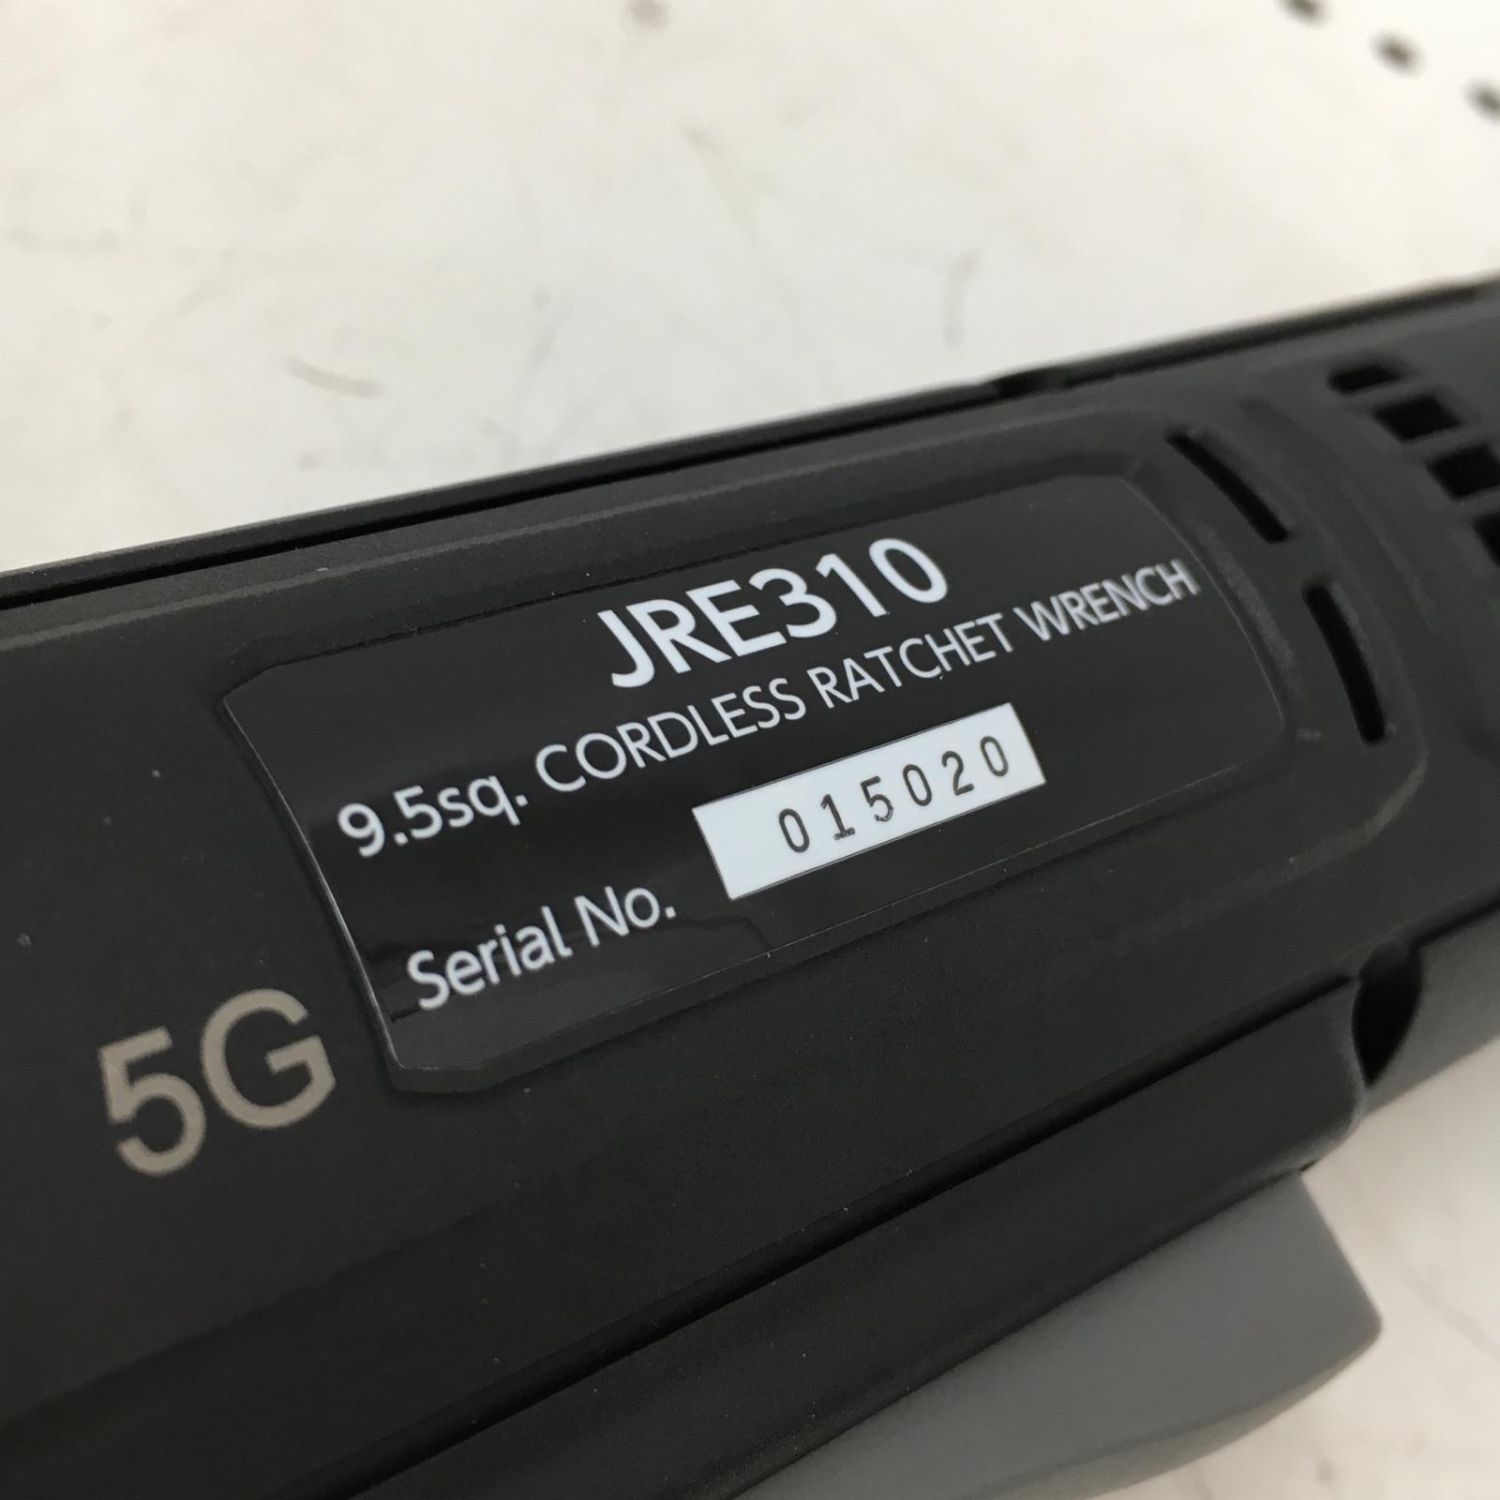 JRE310
9.5sq. CORDLESS RATCHET WRENCH
Serial No. 015020
5G